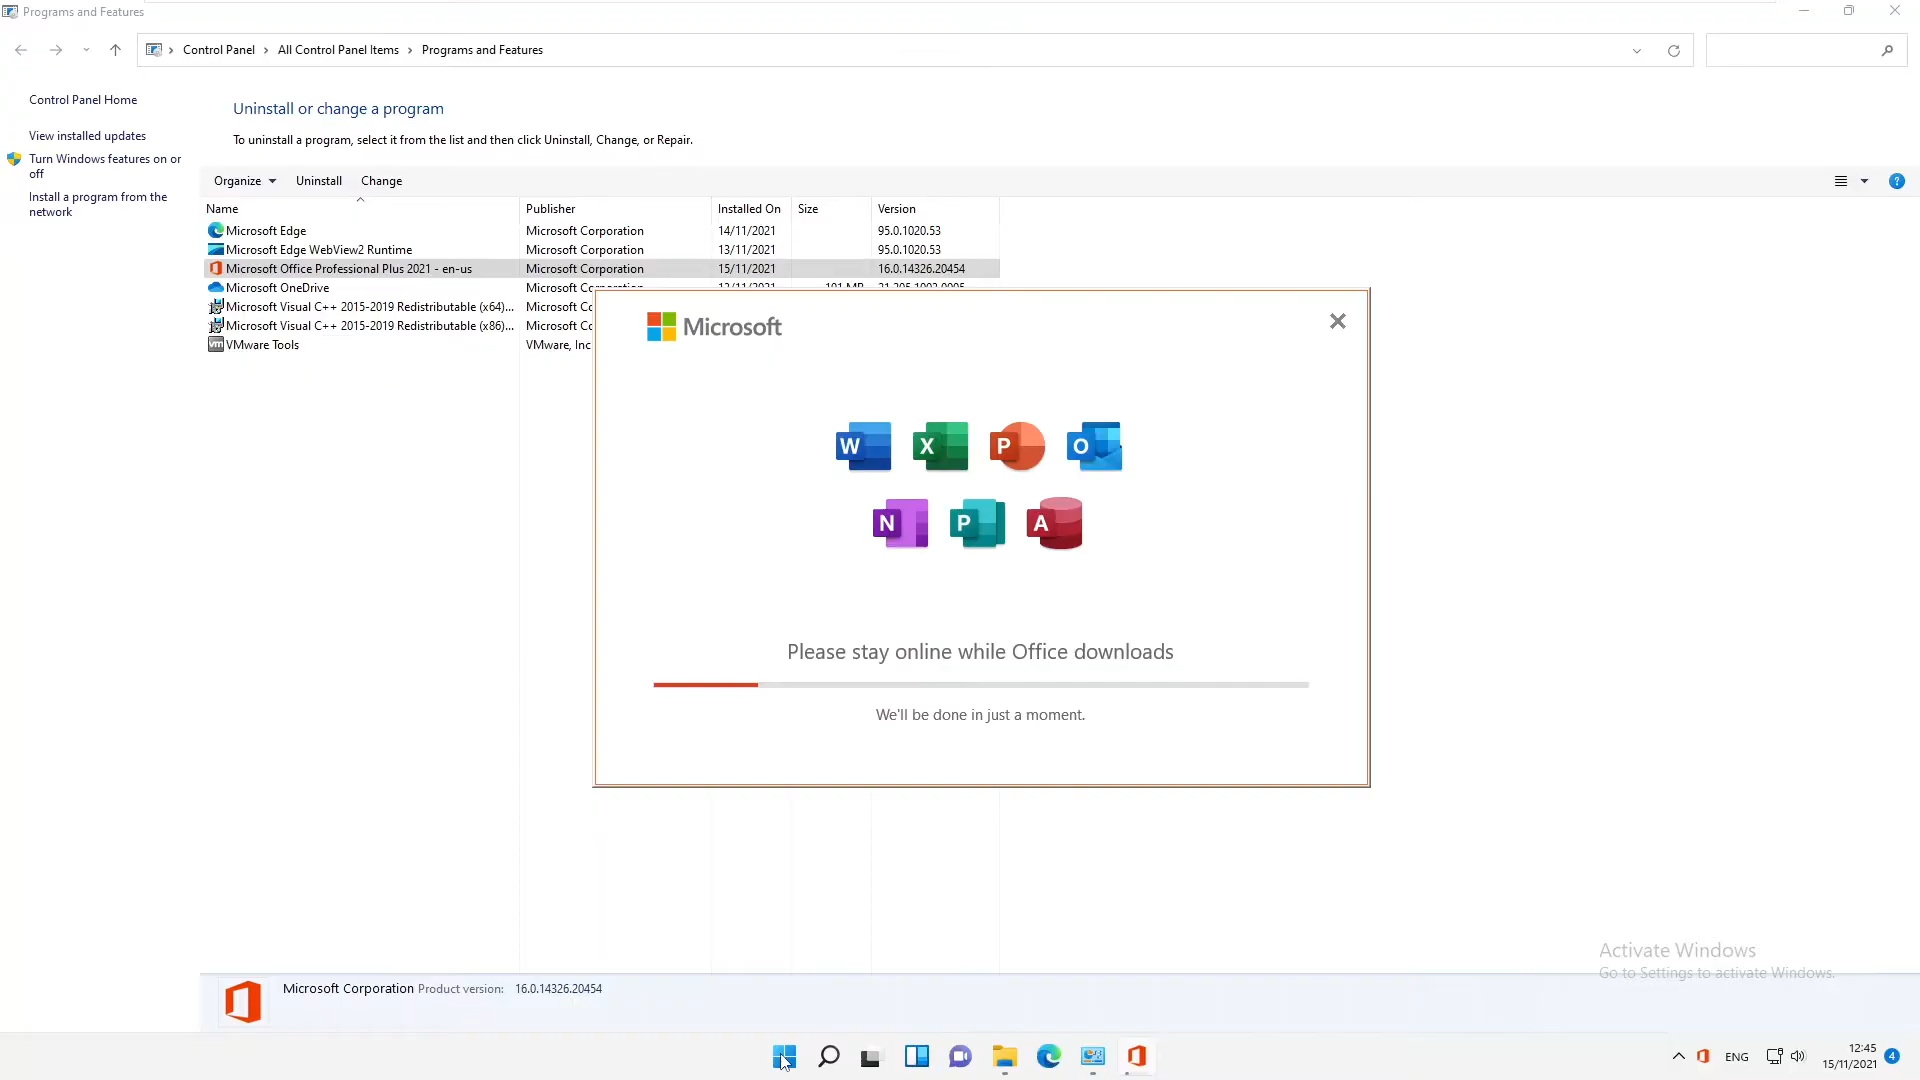 Programs and Features
Control Panel › All Control Panel Items › Programs and Features
Control Panel Home
View installed updates
Turn Windows features on or
off
Install a program from the
network
Uninstall or change a program
To uninstall a program, select it from the list and then click Uninstall, Change, or Repair.
Organize Uninstall Change
Name Publisher Installed On Size Version
Microsoft Edge Microsoft Corporation 14/11/2021 95.0.1020.53
Microsoft Edge WebView2 Runtime Microsoft Corporation 13/11/2021 95.0.1020.53
Microsoft Office Professional Plus 2021 - en-us Microsoft Corporation 15/11/2021 16.0.14326.20454
Microsoft OneDrive
Microsoft Visual C++ 2015-2019 Redistributable (x64)... Microsoft Co
Microsoft Visual C++ 2015-2019 Redistributable (x86)... Microsoft Co
VMware Tools VMware, Inc
Microsoft
W X P O
N P A
Please stay online while Office downloads
We'll be done in just a moment.
Activate Windows
Go to Settings to activate Windows.
Microsoft Corporation Product version: 16.0.14326.20454
ENG 12:45
15/11/2021 4